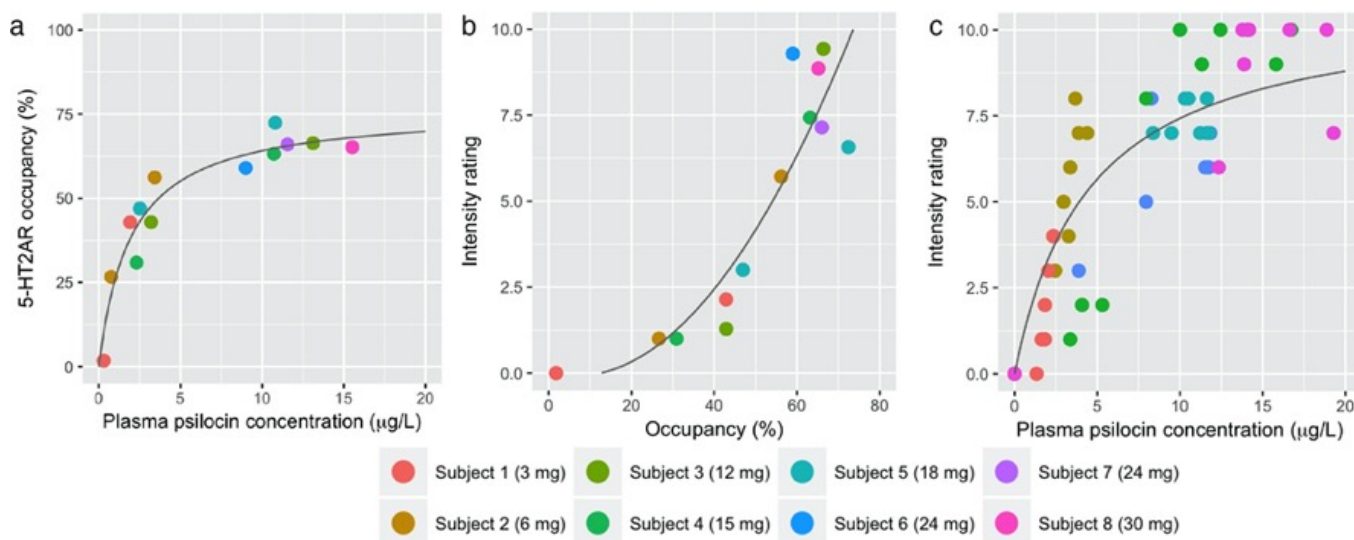 a
5-HT2AR occupancy (%)
100
75
50
25
0
0 5 10 15 20
Plasma psilocin concentration (μg/L)
b
Intensity rating
10.0
7.5
5.0
2.5
0.0
0 20 40 60 80
Occupancy (%)
c
Intensity rating
10.0
7.5
5.0
2.5
0.0
0 5 10 15 20
Plasma psilocin concentration (μg/L)
Subject 1 (3 mg) Subject 3 (12 mg) Subject 5 (18 mg) Subject 7 (24 mg)
Subject 2 (6 mg) Subject 4 (15 mg) Subject 6 (24 mg) Subject 8 (30 mg)